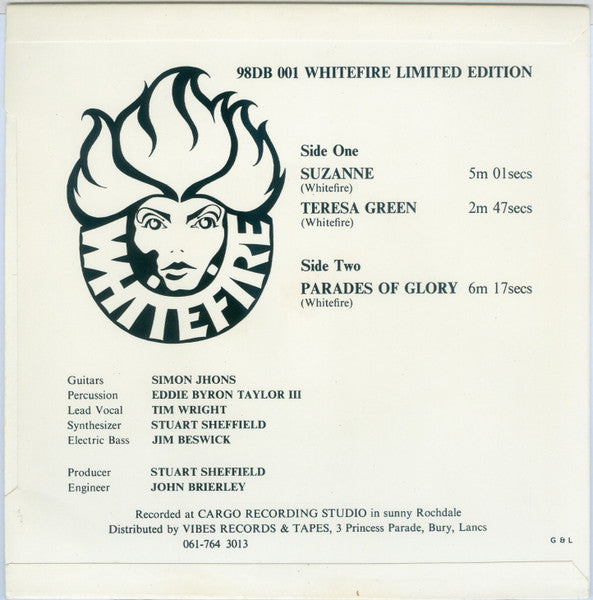 98DB 001 WHITEFIRE LIMITED EDITION
WHITEFIRE
Side One
SUZANNE 5m 01secs
(Whitefire)
TERESA GREEN 2m 47secs
(Whitefire)
Side Two
PARADES OF GLORY 6m 17secs
(Whitefire)
Guitars SIMON JHONS
Percussion EDDIE BYRON TAYLOR III
Lead Vocal TIM WRIGHT
Synthesizer STUART SHEFFIELD
Electric Bass JIM BESWICK
Producer STUART SHEFFIELD
Engineer JOHN BRIERLEY
Recorded at CARGO RECORDING STUDIO in sunny Rochdale
Distributed by VIBES RECORDS & TAPES, 3 Princess Parade, Bury, Lancs
061-764 3013
G & L